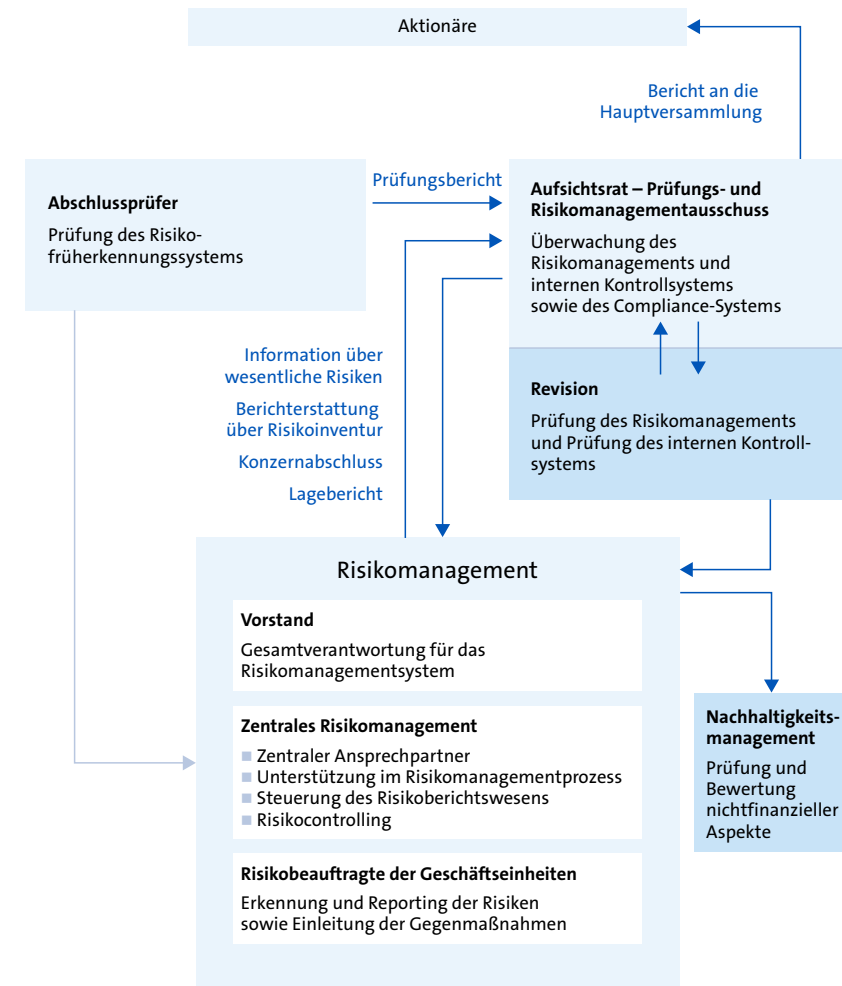 Aktionäre
Bericht an die
Hauptversammlung
Abschlussprüfer
Prüfung des Risiko-
früherkennungssystems
Prüfungsbericht
Aufsichtsrat – Prüfungs- und
Risikomanagementausschuss
Überwachung des
Risikomanagements und
internen Kontrollsystems
sowie des Compliance-Systems
Information über
wesentliche Risiken
Berichterstattung
über Risikoinventur
Konzernabschluss
Lagebericht
Revision
Prüfung des Risikomanagements
und Prüfung des internen Kontroll-
systems
Risikomanagement
Vorstand
Gesamtverantwortung für das
Risikomanagementsystem
Zentrales Risikomanagement
Zentraler Ansprechpartner
Unterstützung im Risikomanagementprozess
Steuerung des Risikoberichtswesens
Risikocontrolling
Risikobeauftragte der Geschäftseinheiten
Erkennung und Reporting der Risiken
sowie Einleitung der Gegenmaßnahmen
Nachhaltigkeits-
management
Prüfung und
Bewertung
nichtfinanzieller
Aspekte